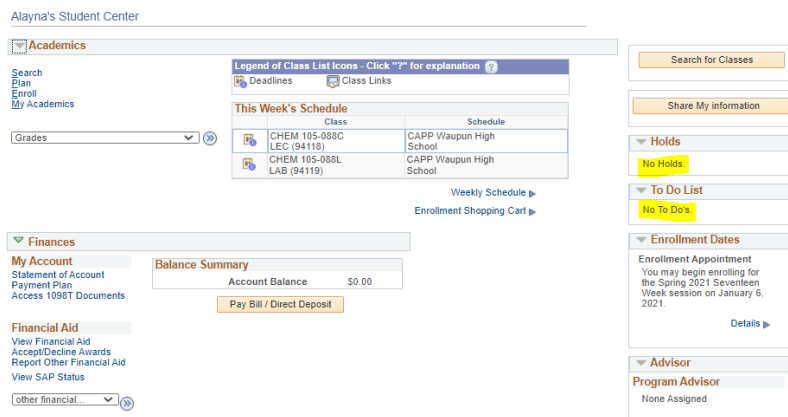 Alayna's Student Center
Academics
Search
Plan
Enroll
My Academics
Grades
Legend of Class List Icons - Click "?" for explanation ?
Deadlines
Class Links
This Week's Schedule
Class Schedule
CHEM 105-088C
LEC (94118)
CAPP Waupun High
School
CHEM 105-088L
LAB (94119)
CAPP Waupun High
School
Weekly Schedule
Enrollment Shopping Cart
Finances
My Account
Statement of Account
Payment Plan
Access 1098T Documents
Financial Aid
View Financial Aid
Accept/Decline Awards
Report Other Financial Aid
View SAP Status
other financial...
Balance Summary
Account Balance $0.00
Pay Bill / Direct Deposit
Search for Classes
Share My information
Holds
No Holds.
To Do List
No To Do's.
Enrollment Dates
Enrollment Appointment
You may begin enrolling for
the Spring 2021 Seventeen
Week session on January 6,
2021.
Details
Advisor
Program Advisor
None Assigned